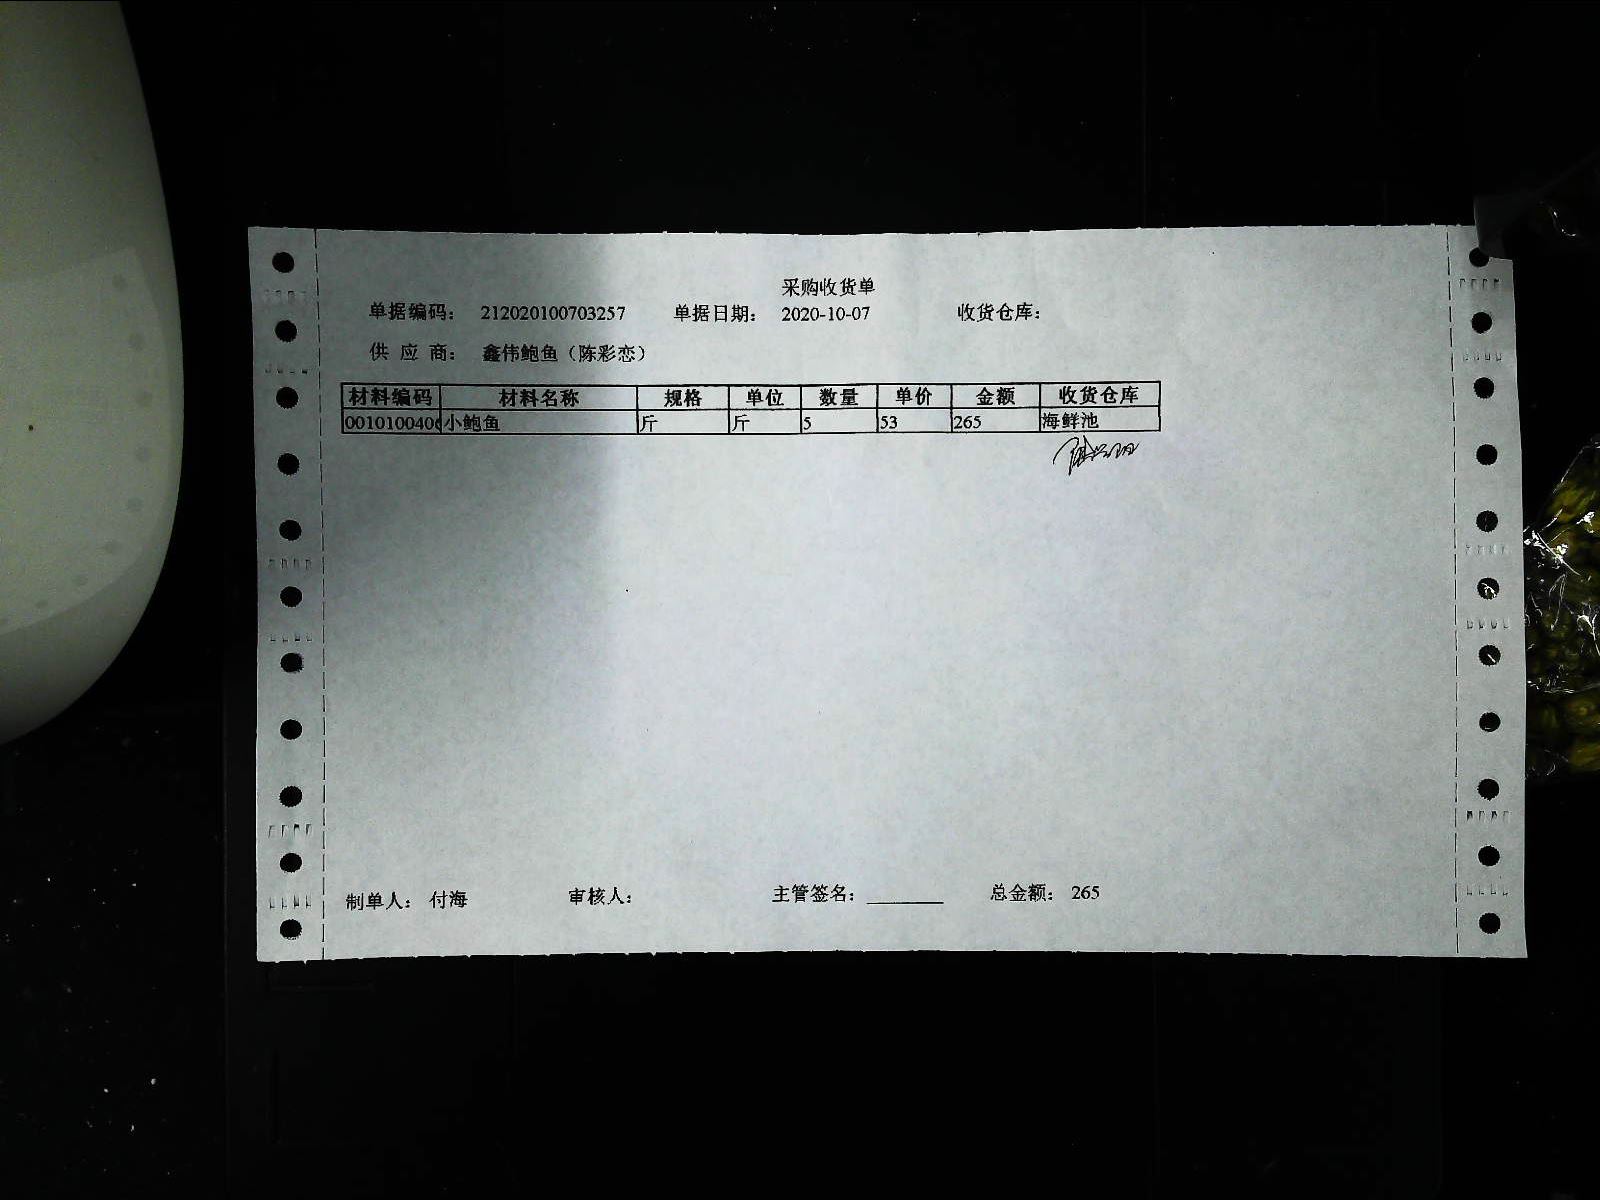 采购收货单
单据编码： 212020100703257 单据日期： 2020-10-07 收货仓库：
供 应 商： 鑫伟鲍鱼（陈彩恋）
材料编码 材料名称 规格 单位 数量 单价 金额 收货仓库
001010040 小鲍鱼 斤 斤 5 53 265 海鲜池
制单人： 付海 审核人： 主管签名： 总金额： 265